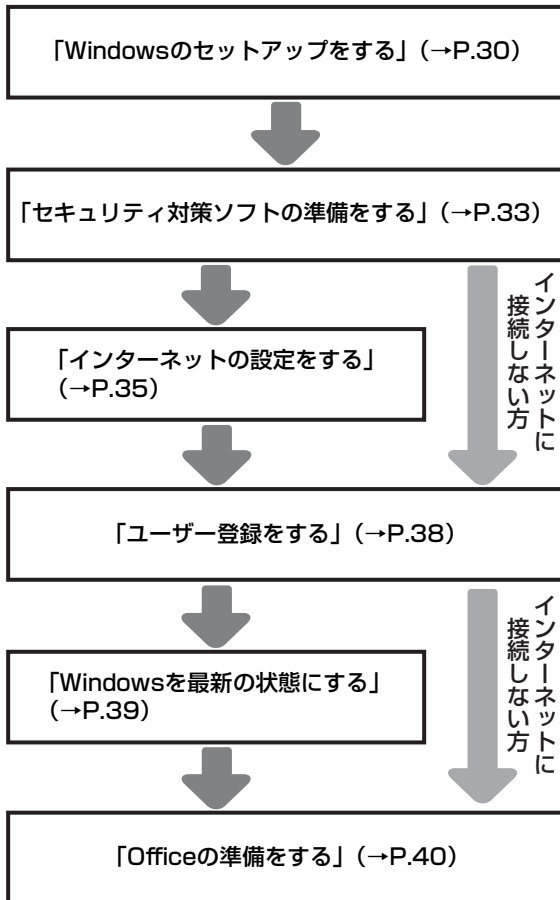 「Windowsのセットアップをする」（→P.30）
「セキュリティ対策ソフトの準備をする」（→P.33）
インターネットに
接続しない方
「インターネットの設定をする」
（→P.35）
「ユーザー登録をする」（→P.38）
インターネットに
接続しない方
「Windowsを最新の状態にする」
（→P.39）
「Officeの準備をする」（→P.40）